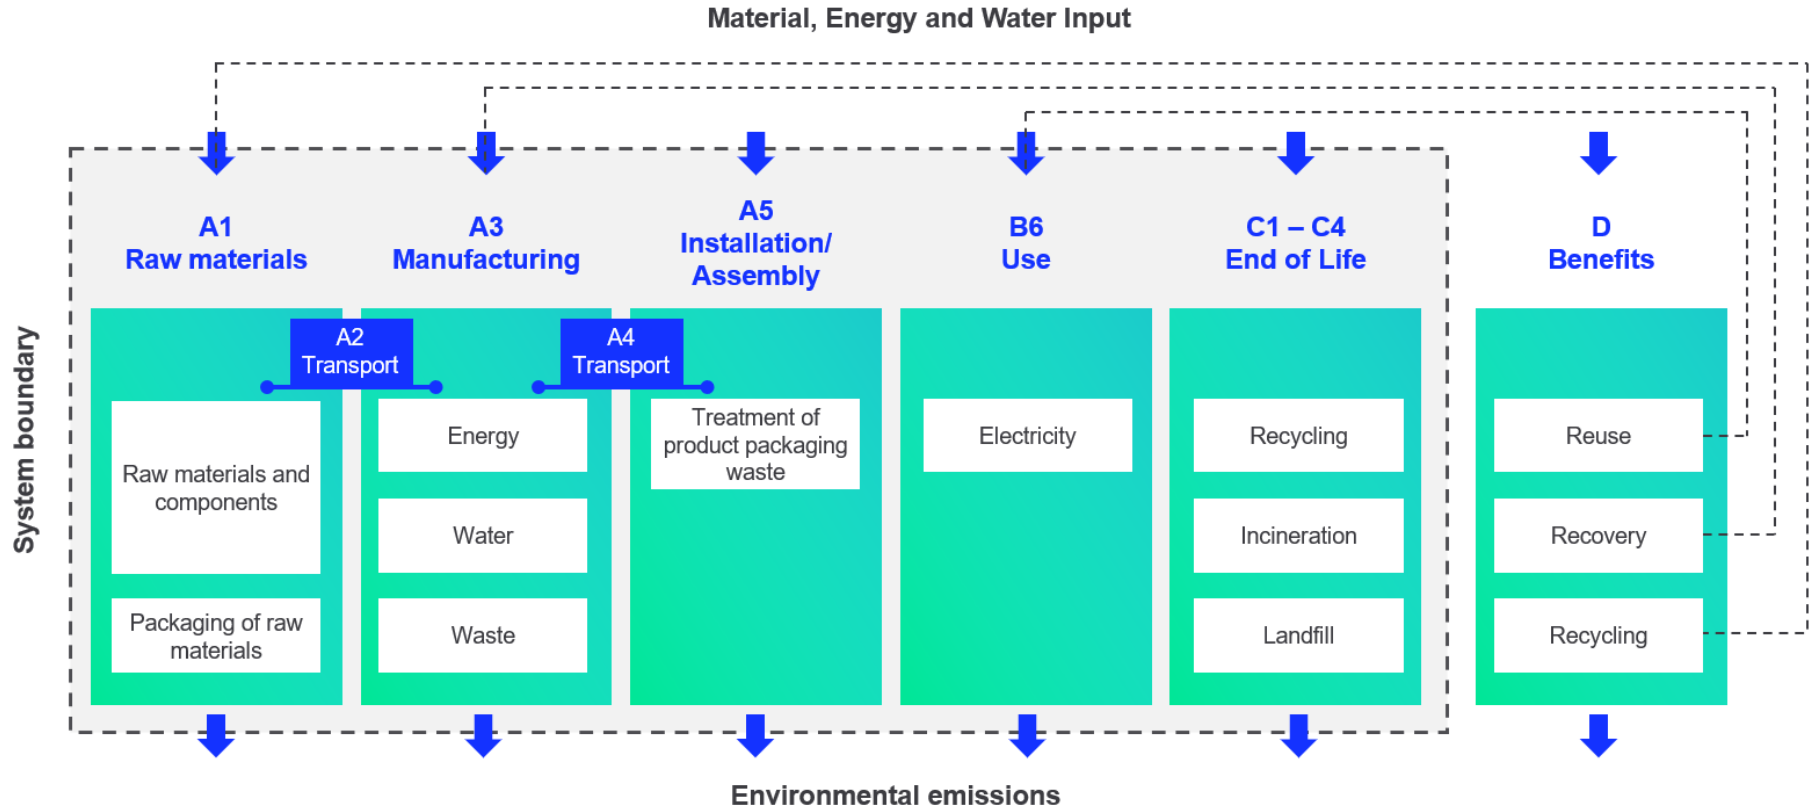 Material, Energy and Water Input
System boundary
A1
Raw materials
A2
Transport
Raw materials and
components
Packaging of raw
materials
A3
Manufacturing
A4
Transport
Energy
Water
Waste
A5
Installation/
Assembly
Treatment of
product packaging
waste
B6
Use
Electricity
C1 – C4
End of Life
Recycling
Incineration
Landfill
D
Benefits
Reuse
Recovery
Recycling
Environmental emissions